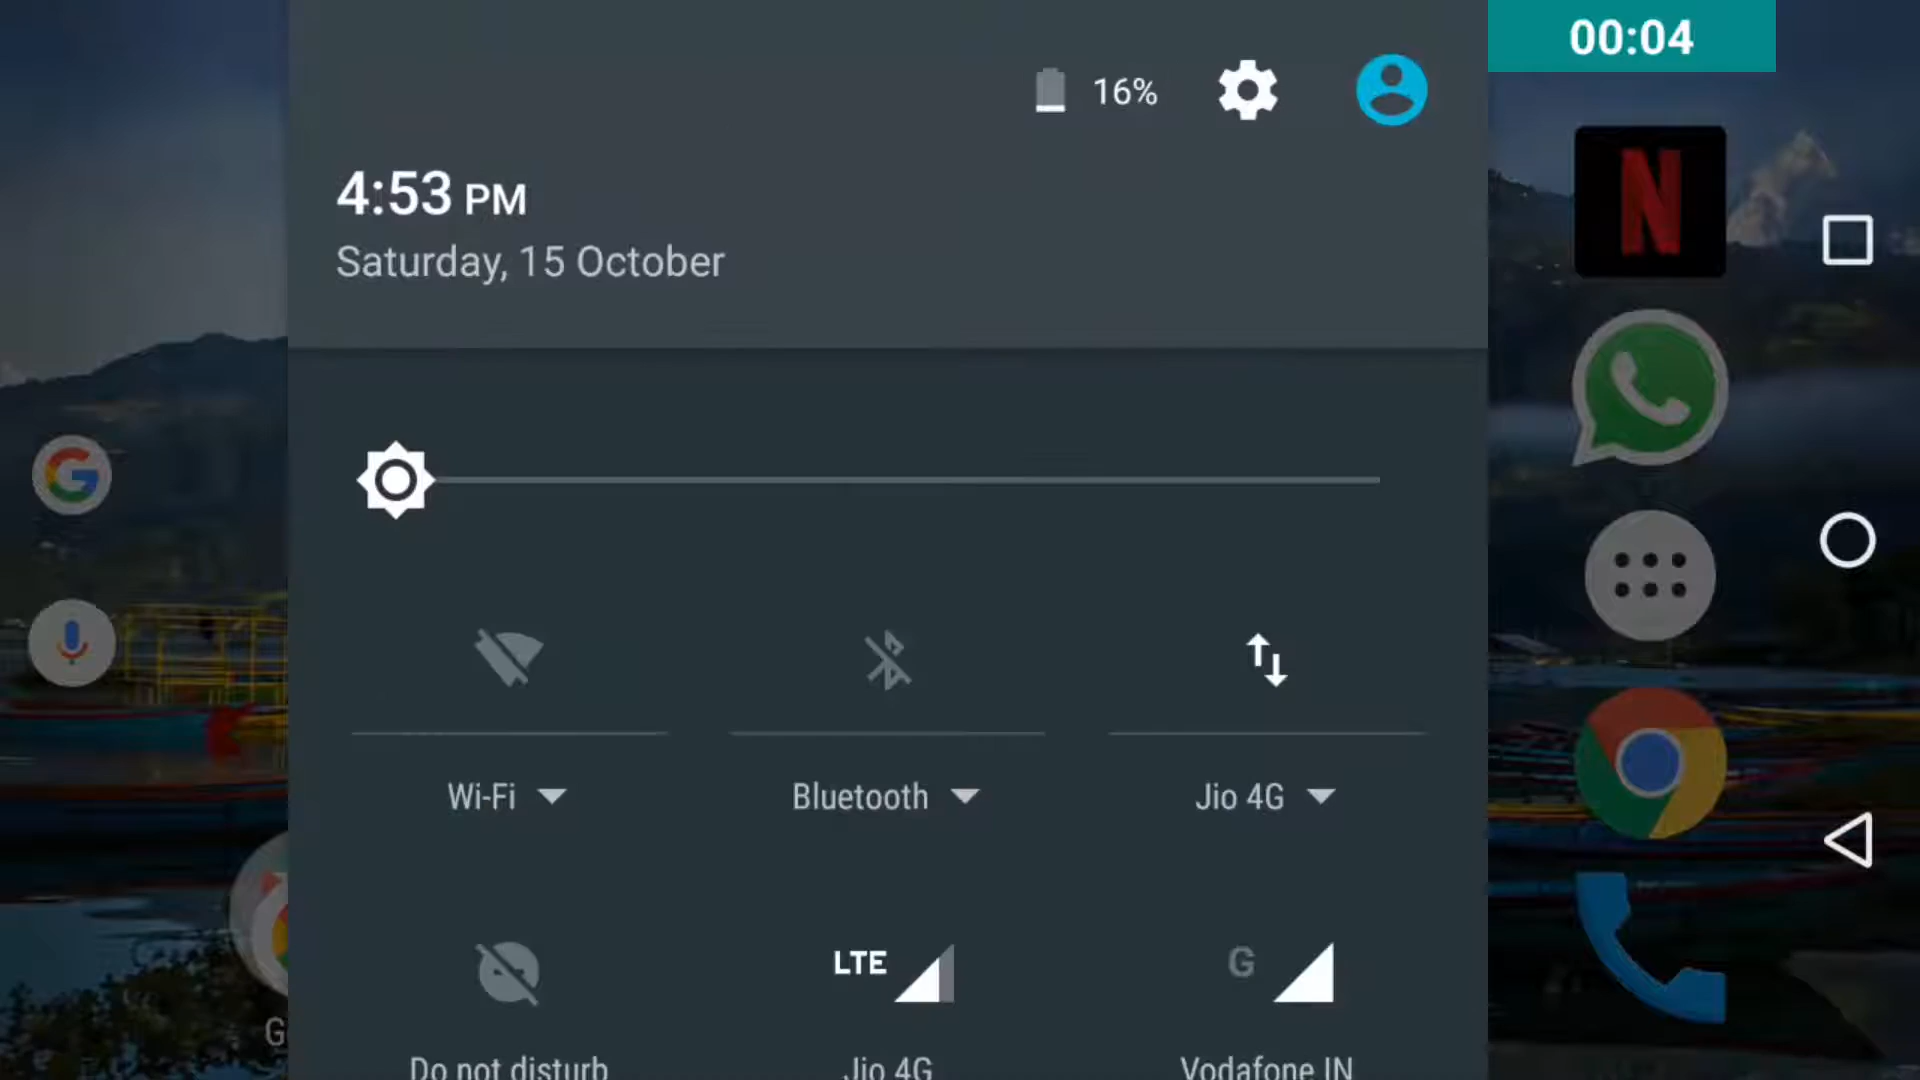 00:04
16%
4:53 PM
Saturday, 15 October
Wi-Fi
Bluetooth
Jio 4G
LTE
G
Do not disturb
Jio 4G
Vodafone IN
G
N